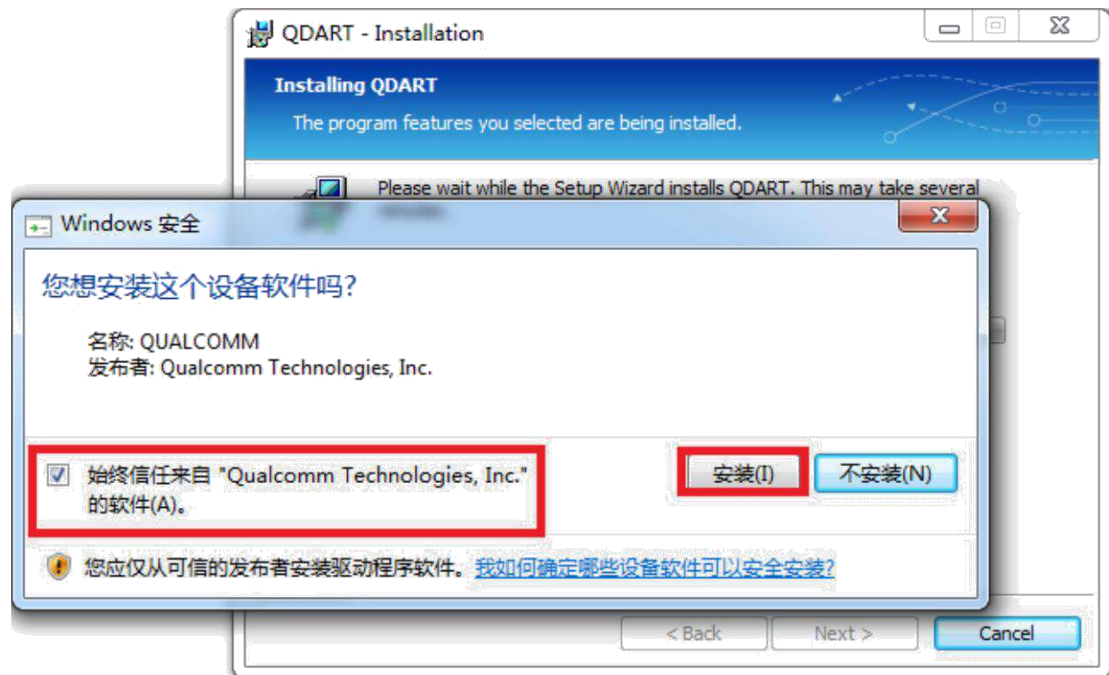 QDART - Installation
Installing QDART
The program features you selected are being installed.
Please wait while the Setup Wizard installs QDART. This may take several
Windows 安全
您想安装这个设备软件吗?
名称: QUALCOMM
发布者: Qualcomm Technologies, Inc.
始终信任来自 "Qualcomm Technologies, Inc."
的软件(A)。
安装(I)
不安装(N)
您应仅从可信的发布者安装驱动程序软件。我如何确定哪些设备软件可以安全安装?
< Back
Next >
Cancel